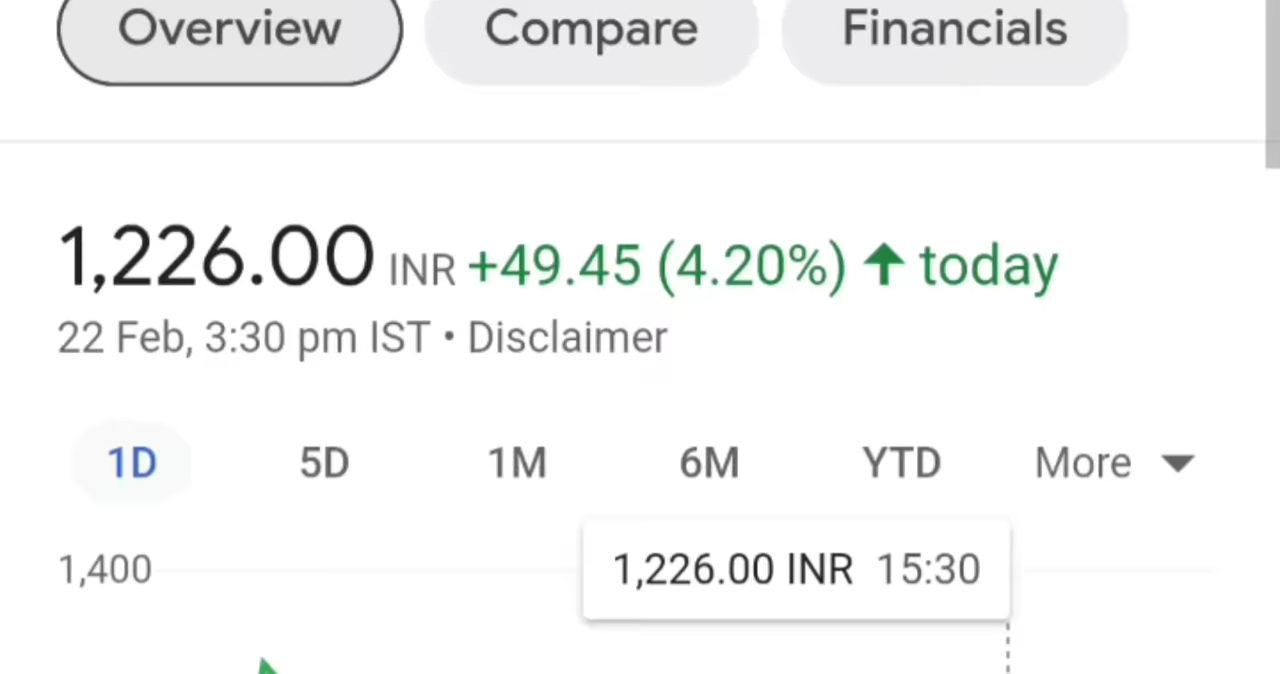 Overview Compare Financials
1,226.00 INR +49.45 (4.20%) ↑ today
22 Feb, 3:30 pm IST • Disclaimer
1D 5D 1M 6M YTD More
1,400 1,226.00 INR 15:30